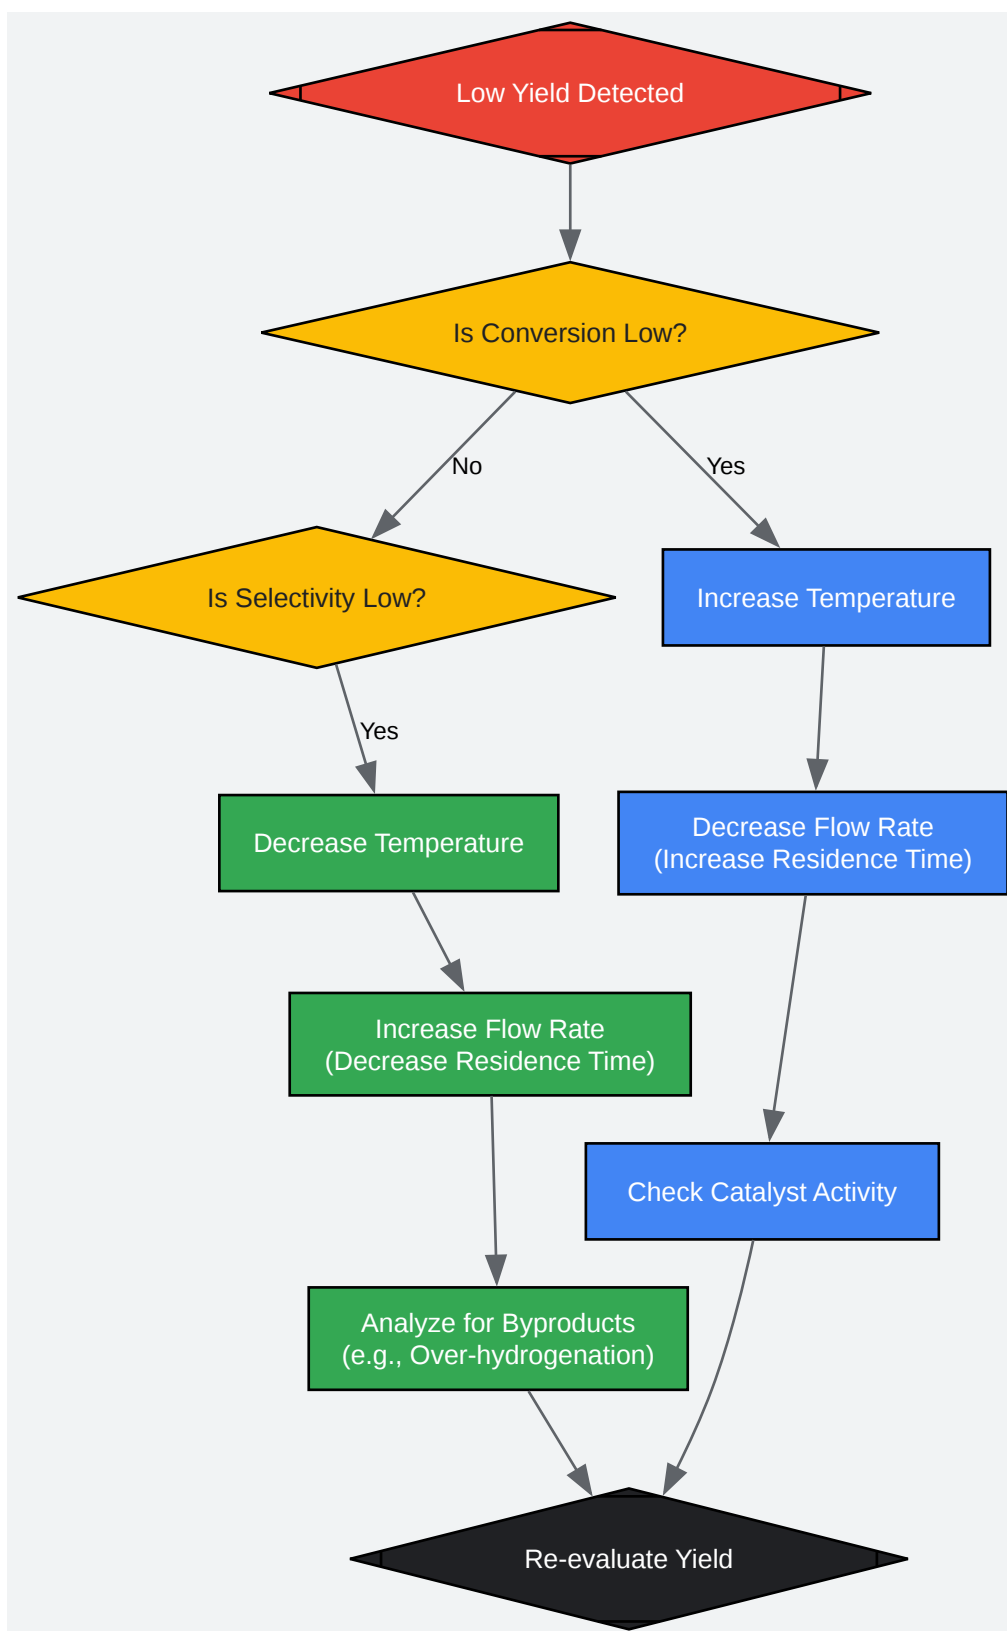 Low Yield Detected
Is Conversion Low?
No
Yes
Is Selectivity Low?
Increase Temperature
Yes
Decrease Temperature
Decrease Flow Rate
(Increase Residence Time)
Increase Flow Rate
(Decrease Residence Time)
Check Catalyst Activity
Analyze for Byproducts
(e.g., Over-hydrogenation)
Re-evaluate Yield